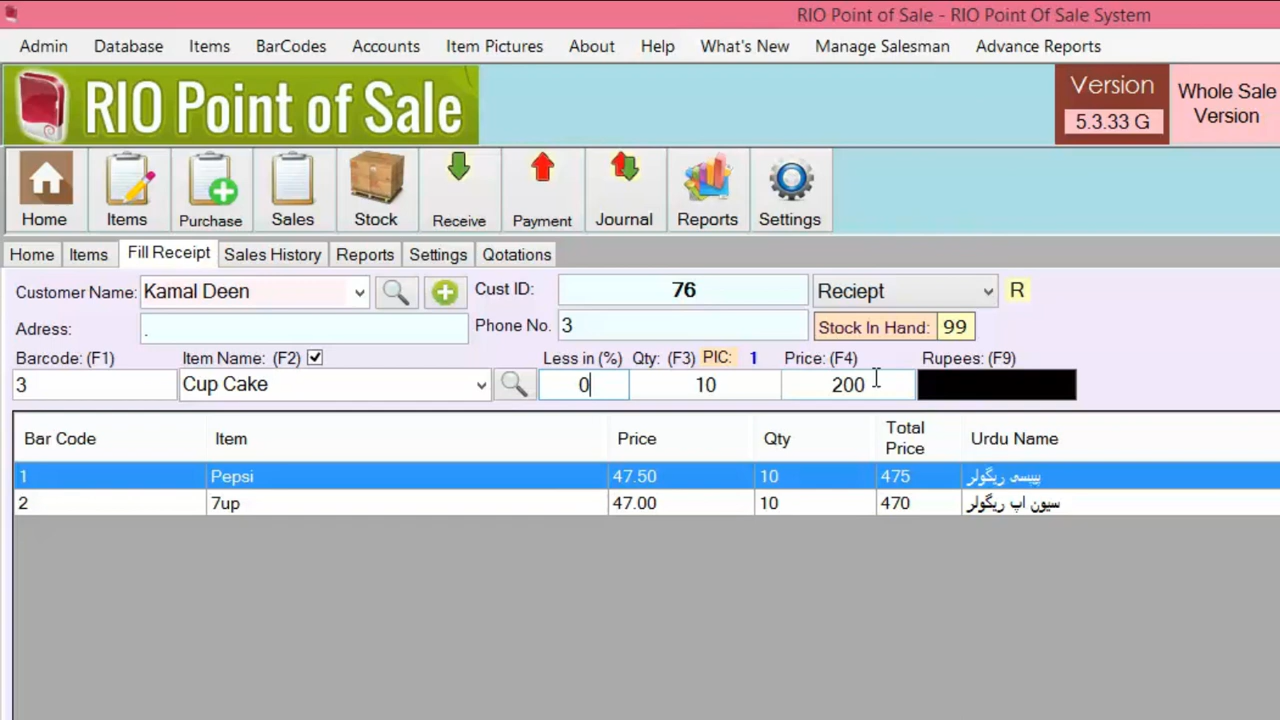 RIO Point of Sale - RIO Point Of Sale System
Admin Database Items BarCodes Accounts Item Pictures About Help What's New Manage Salesman Advance Reports
RIO Point of Sale
Version
5.3.33 G
Whole Sale
Version
Home Items Purchase Sales Stock Receive Payment Journal Reports Settings
Home Items Fill Receipt Sales History Reports Settings Qotations
Customer Name: Kamal Deen Cust ID: 76 Reciept R
Adress: . Phone No. 3 Stock In Hand: 99
Barcode: (F1) Item Name: (F2) Less in (%) Qty: (F3) PIC: 1 Price: (F4) Rupees: (F9)
3 Cup Cake 0 10 200
Bar Code Item Price Qty Total Price Urdu Name
1 Pepsi 47.50 10 475 پیپسی ریگولر
2 7up 47.00 10 470 سیون اپ ریگولر